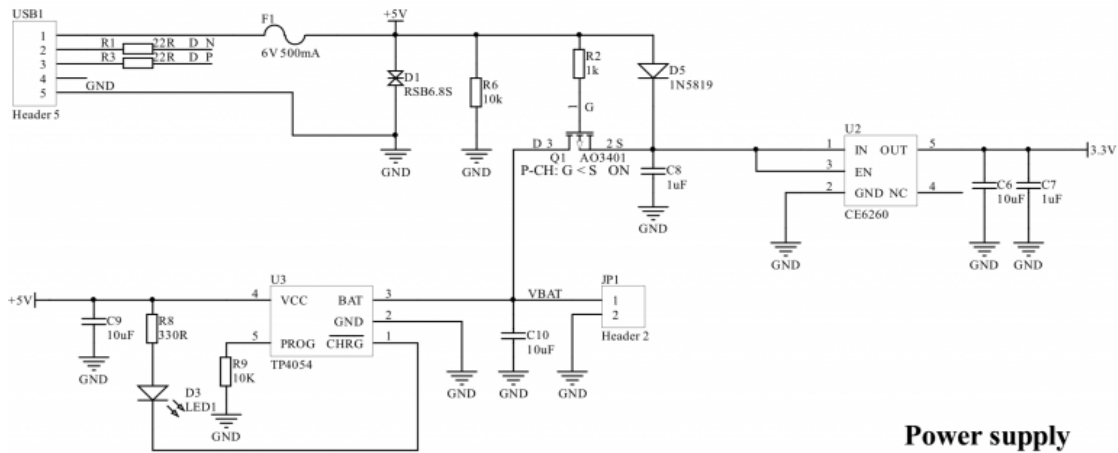 USB1
1
2
3
4
5
Header 5
R1 22R D_N
R3 22R D_P
GND
F1
6V 500mA
+5V
D1
RSB6.8S
GND
R6
10k
GND
R2
1k
1 G
D5
1N5819
D 3 2 S
Q1 AO3401
P-CH: G < S ON
C8
1uF
GND
U2
1 IN OUT 5
3 EN
2 GND NC 4
CE6260
GND
3.3V
C6
10uF
GND
C7
1uF
GND
+5V
C9
10uF
GND
R8
330R
D3
LED1
R9
10K
GND
U3
4 VCC BAT 3
GND 2
5 PROG CHRG 1
TP4054
GND
VBAT
C10
10uF
GND
JP1
1
2
Header 2
GND
Power supply